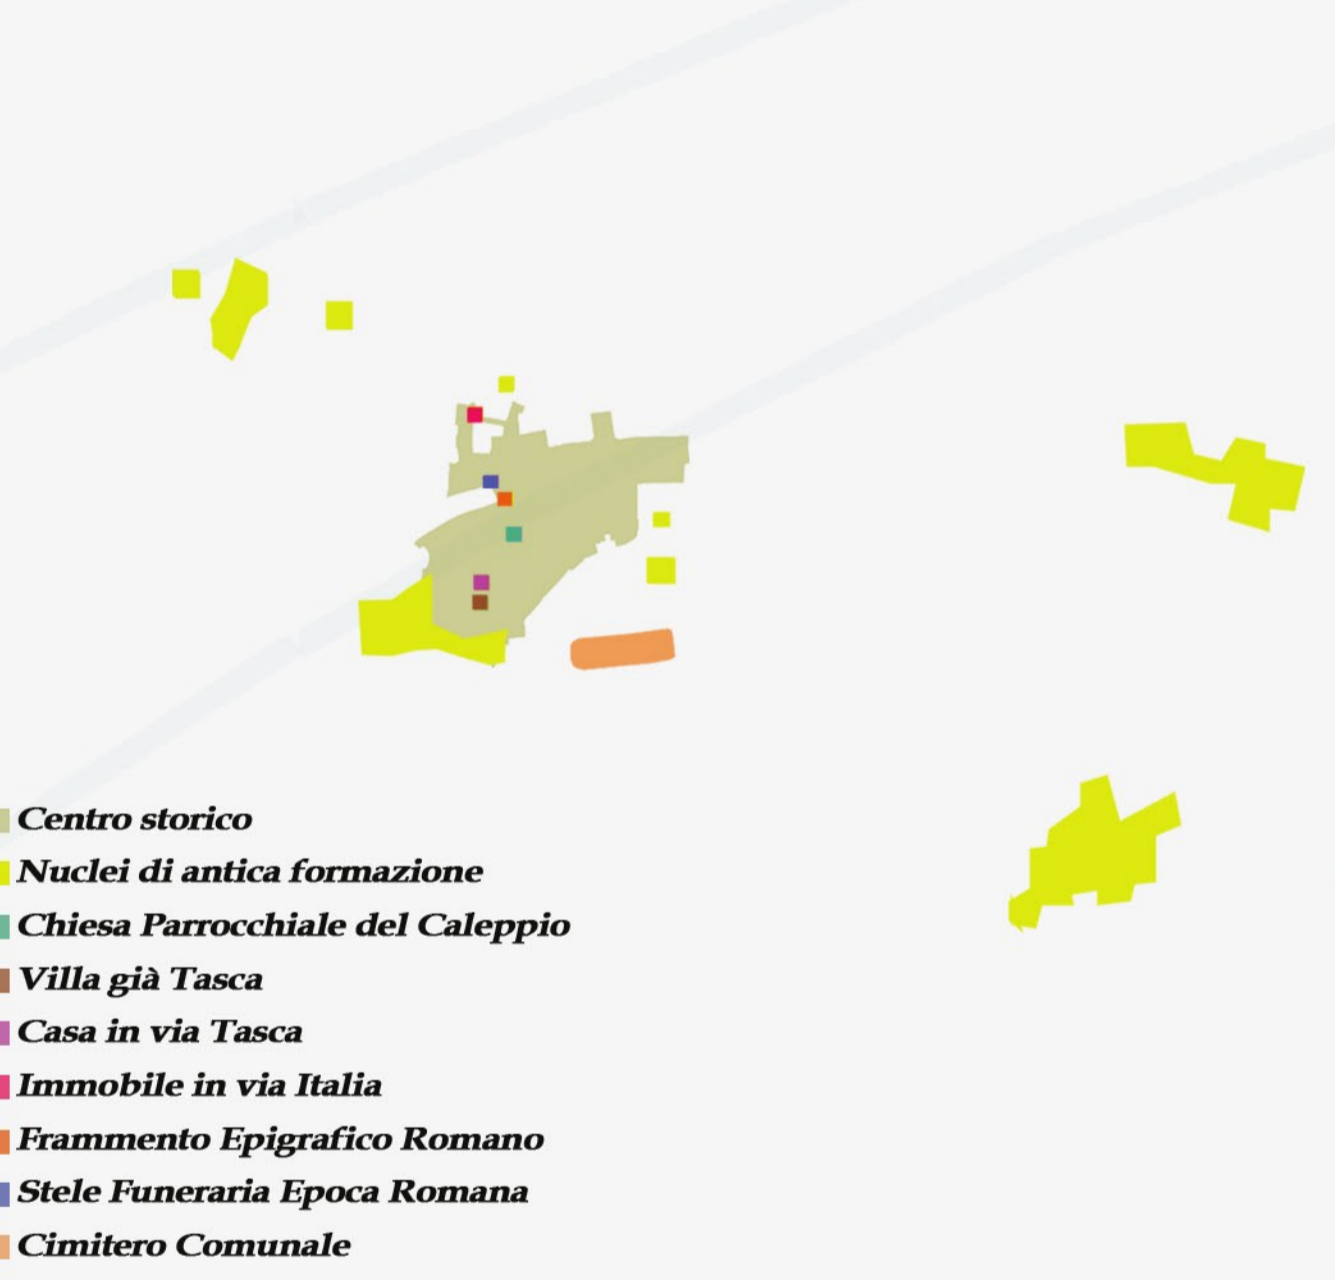 Centro storico
Nuclei di antica formazione
Chiesa Parrocchiale del Caleppio
Villa già Tasca
Casa in via Tasca
Immobile in via Italia
Frammento Epigrafico Romano
Stele Funeraria Epoca Romana
Cimitero Comunale